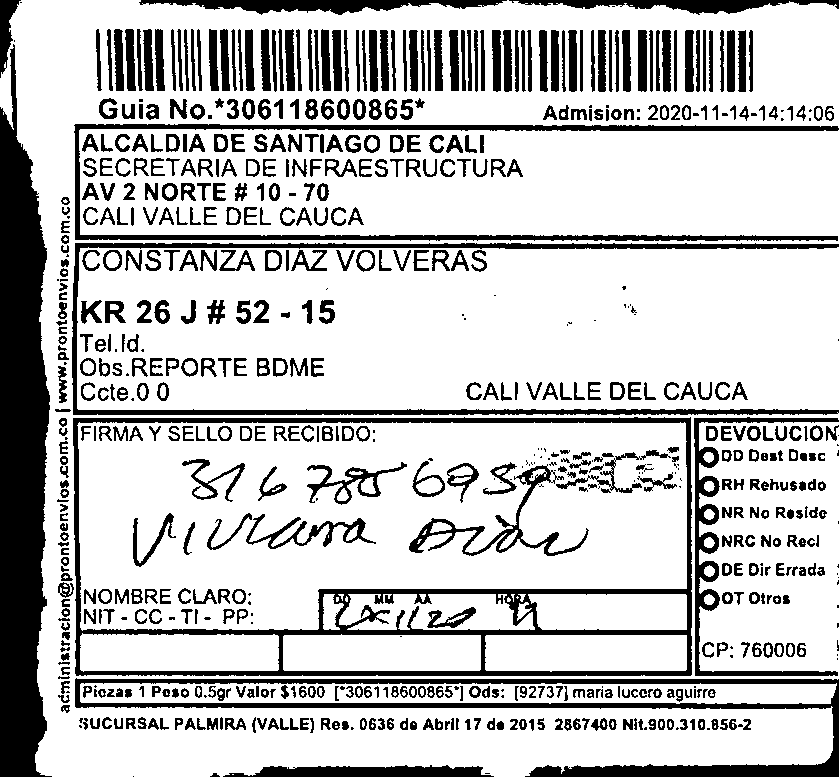 Guia No.*306118600865*
Admision: 2020-11-14-14:14:06
ALCALDIA DE SANTIAGO DE CALI
SECRETARIA DE INFRAESTRUCTURA
AV 2 NORTE # 10 - 70
CALI VALLE DEL CAUCA
CONSTANZA DIAZ VOLVERAS
KR 26 J # 52 - 15
Tel.Id.
Obs.REPORTE BDME
Ccte.0 0
CALI VALLE DEL CAUCA
administracion@prontoenvios.com.co | www.prontoenvios.com.co
FIRMA Y SELLO DE RECIBIDO:
Viviana Diaz
NOMBRE CLARO:
NIT - CC - TI - PP:
DD MM AA HORA
DEVOLUCION
DD Dest Desc
RH Rehusado
NR No Reside
NRC No Recl
DE Dir Errada
OT Otros
CP: 760006
Piezas 1 Peso 0.5gr Valor $1600 [*306118600865*] Ods: [92737] maria lucero aguirre
SUCURSAL PALMIRA (VALLE) Res. 0636 de Abril 17 de 2015 2867400 Nit.900.310.856-2